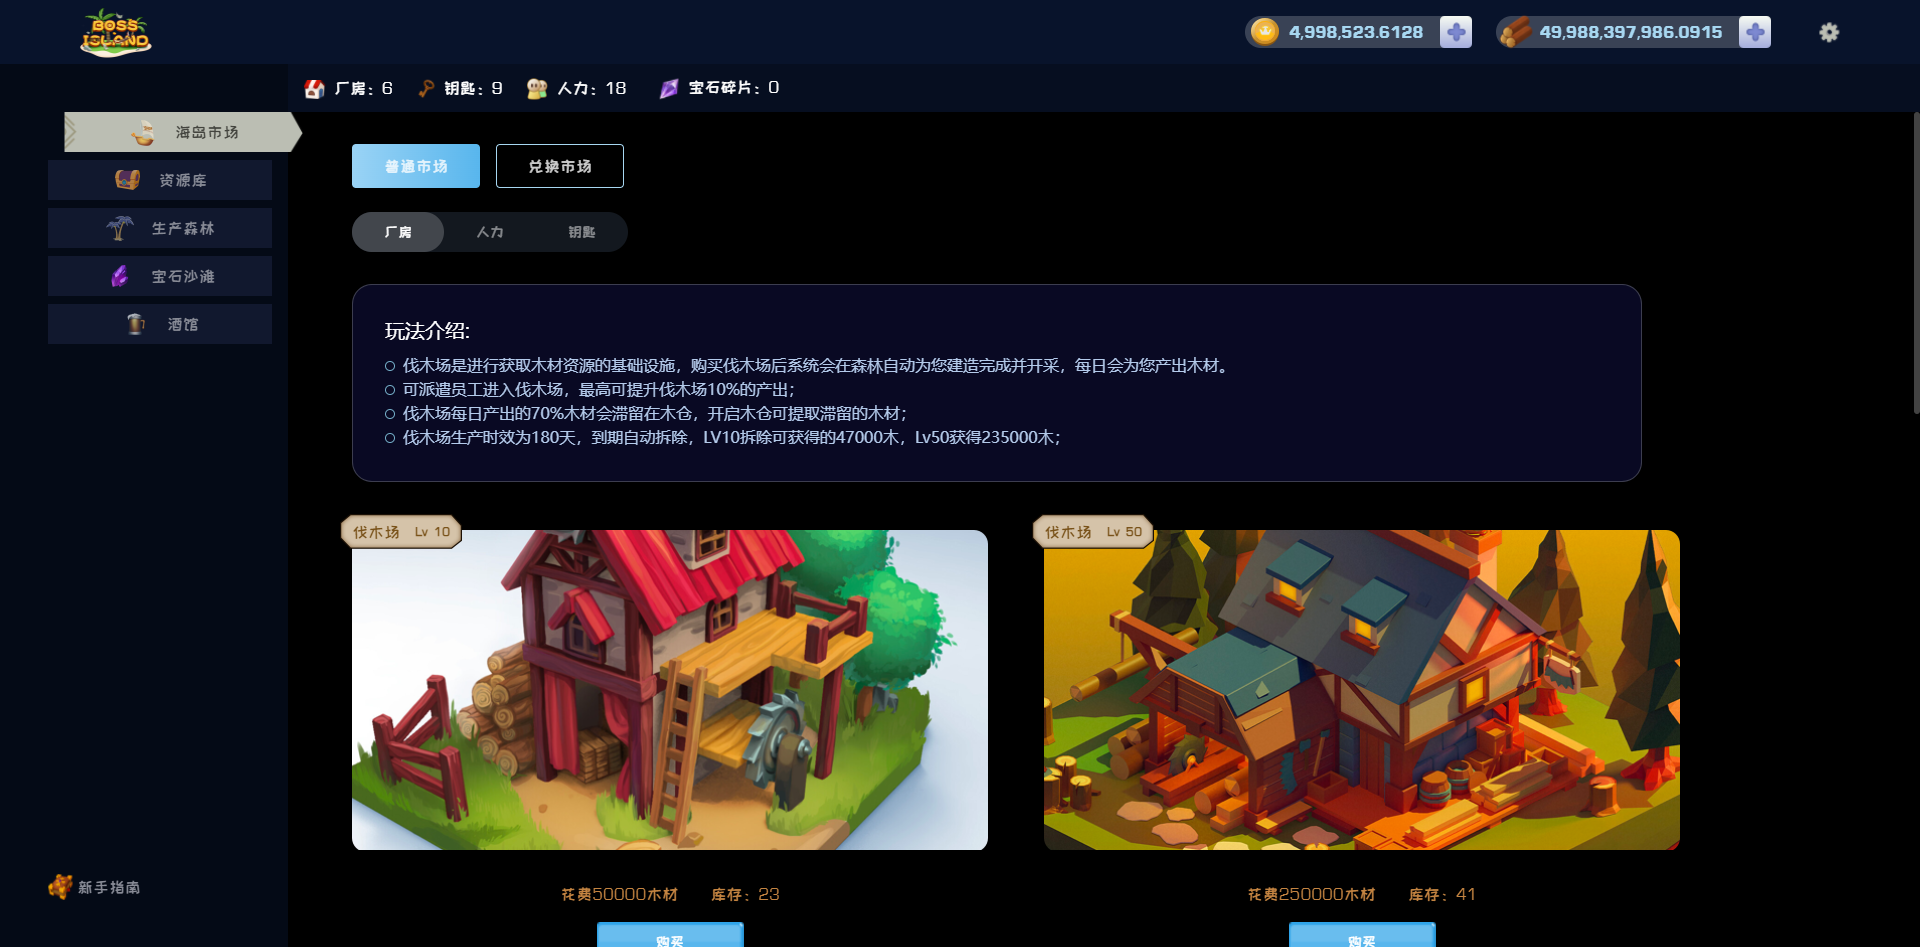 BOSS
ISLAND
4,998,523.6128
49,988,397,986.0915
厂房：6
钥匙：9
人力：18
宝石碎片：0
海岛市场
资源库
生产森林
宝石沙滩
酒馆
新手指南
普通市场
兑换市场
厂房
人力
钥匙
玩法介绍:
伐木场是进行获取木材资源的基础设施，购买伐木场后系统会在森林自动为您建造完成并开采，每日会为您产出木材。
可派遣员工进入伐木场，最高可提升伐木场10%的产出；
伐木场每日产出的70%木材会滞留在木仓，开启木仓可提取滞留的木材；
伐木场生产时效为180天，到期自动拆除，LV10拆除可获得的47000木，Lv50获得235000木；
伐木场 Lv 10
伐木场 Lv 50
花费50000木材 库存：23
花费250000木材 库存：41
购买
购买